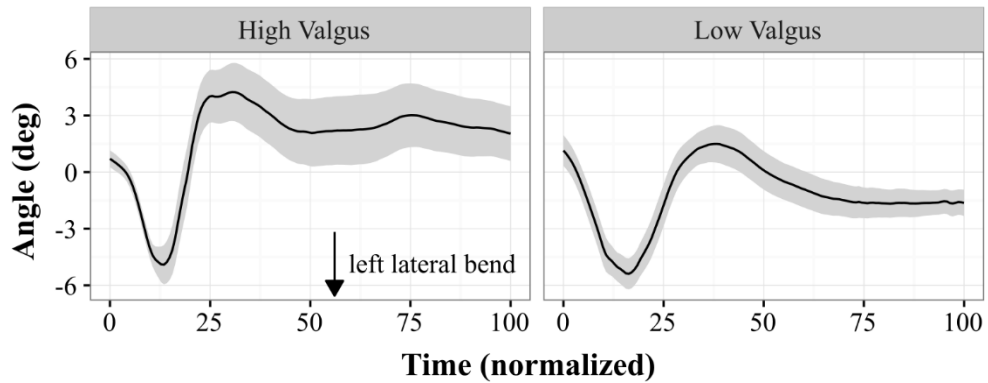 High Valgus Low Valgus
6
3
0
-3
-6
Angle (deg)
left lateral bend
0 25 50 75 100 0 25 50 75 100
Time (normalized)